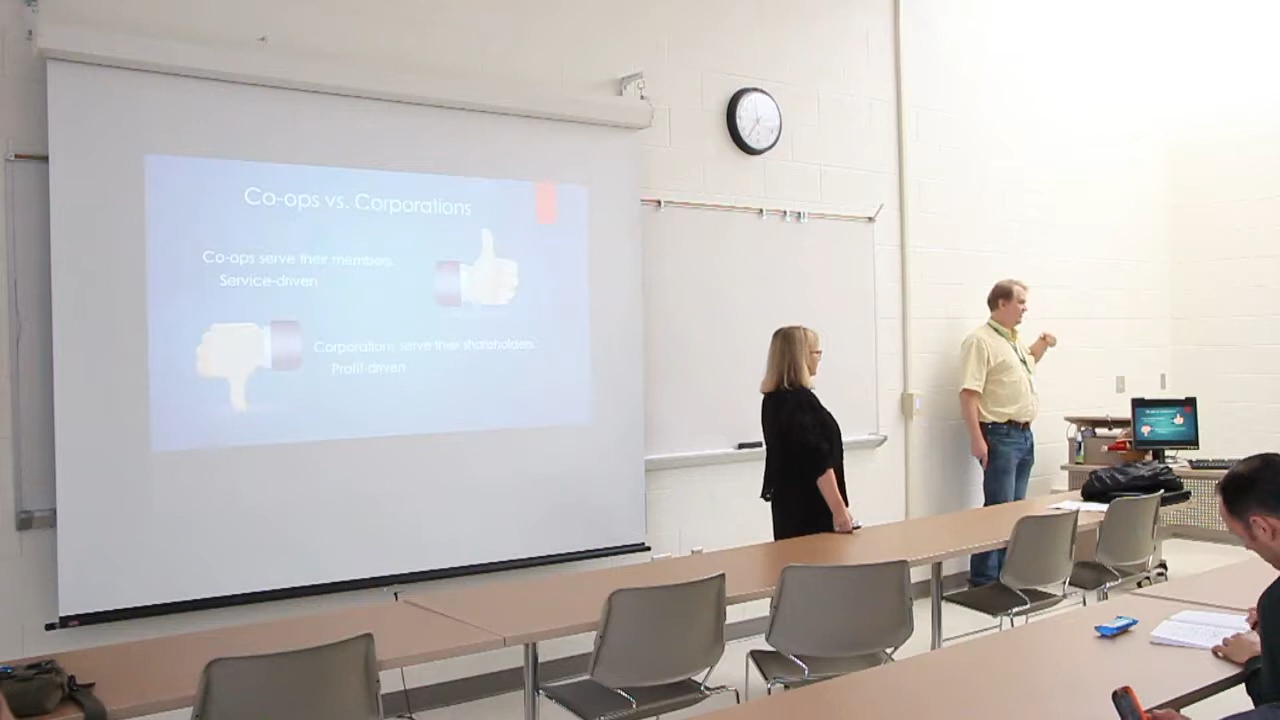 Co-ops vs. Corporations
Co-ops serve their members.
Service-driven
Corporations serve their shareholders.
Profit-driven